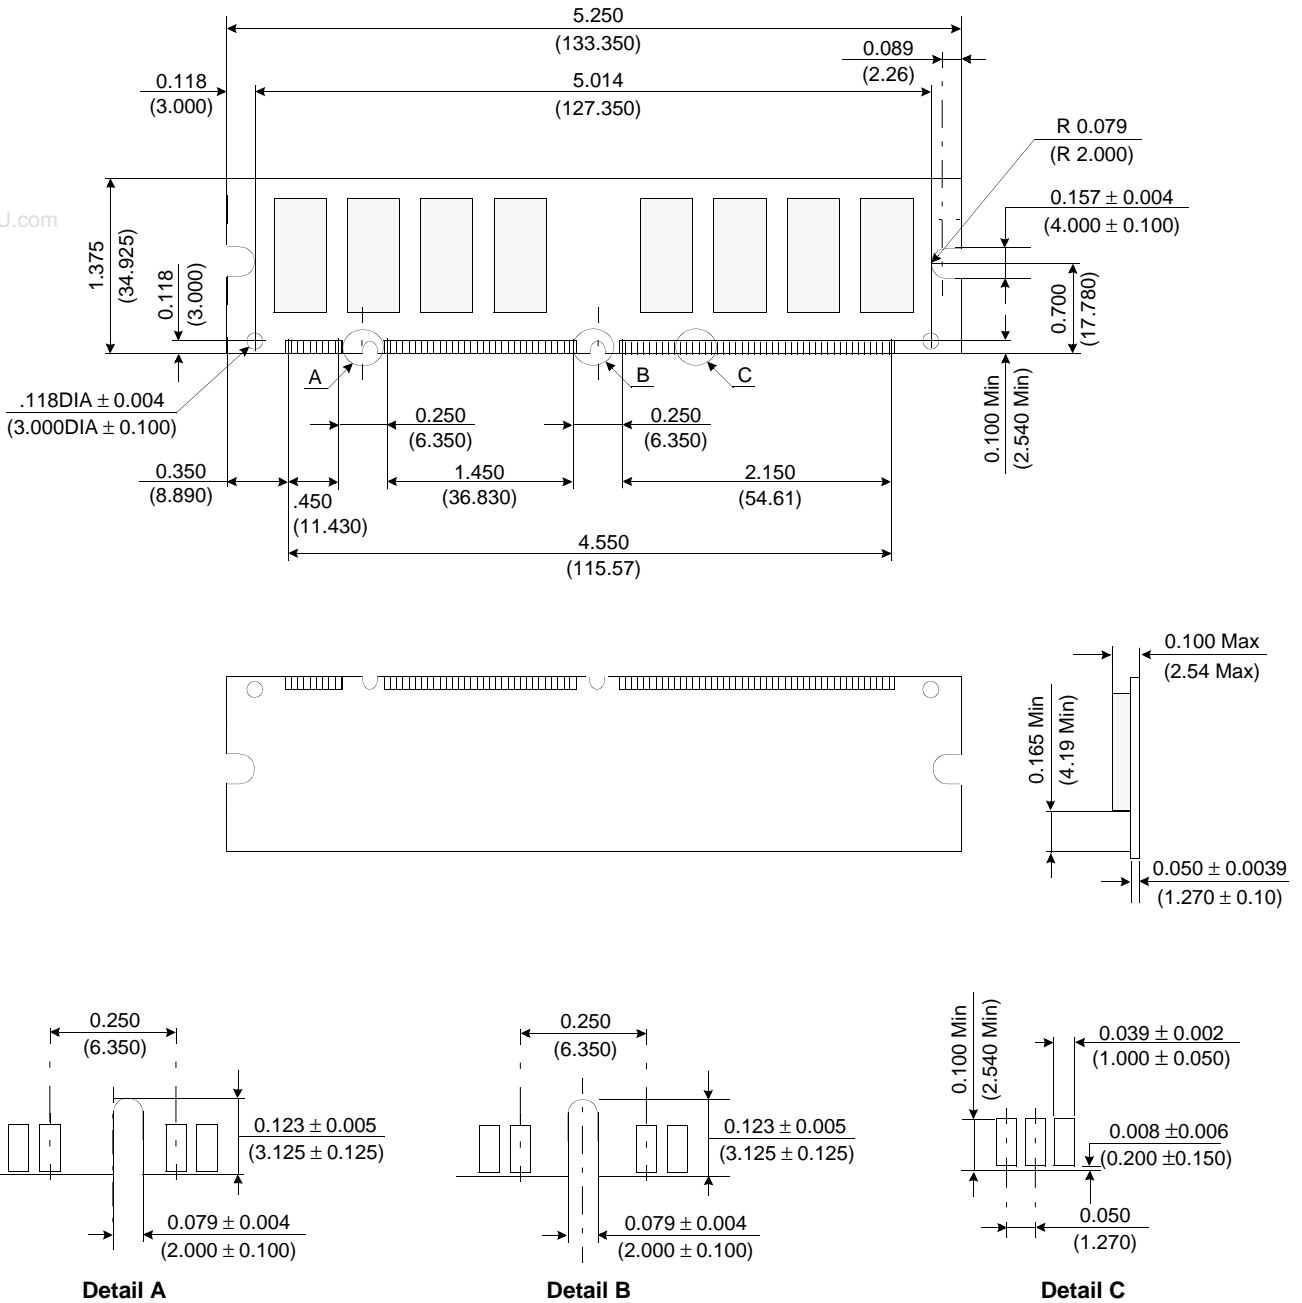 5.250
(133.350)
0.089
(2.26)
0.118
(3.000)
5.014
(127.350)
R 0.079
(R 2.000)
0.157 ± 0.004
(4.000 ± 0.100)
U.com
1.375
(34.925)
0.118
(3.000)
0.700
(17.780)
0.100 Min
(2.540 Min)
A
B
C
.118DIA ± 0.004
(3.000DIA ± 0.100)
0.250
(6.350)
0.250
(6.350)
0.350
(8.890)
.450
(11.430)
1.450
(36.830)
2.150
(54.61)
4.550
(115.57)
0.100 Max
(2.54 Max)
0.165 Min
(4.19 Min)
0.050 ± 0.0039
(1.270 ± 0.10)
0.250
(6.350)
0.123 ± 0.005
(3.125 ± 0.125)
0.079 ± 0.004
(2.000 ± 0.100)
Detail A
0.250
(6.350)
0.123 ± 0.005
(3.125 ± 0.125)
0.079 ± 0.004
(2.000 ± 0.100)
Detail B
0.100 Min
(2.540 Min)
0.039 ± 0.002
(1.000 ± 0.050)
0.008 ±0.006
(0.200 ±0.150)
0.050
(1.270)
Detail C